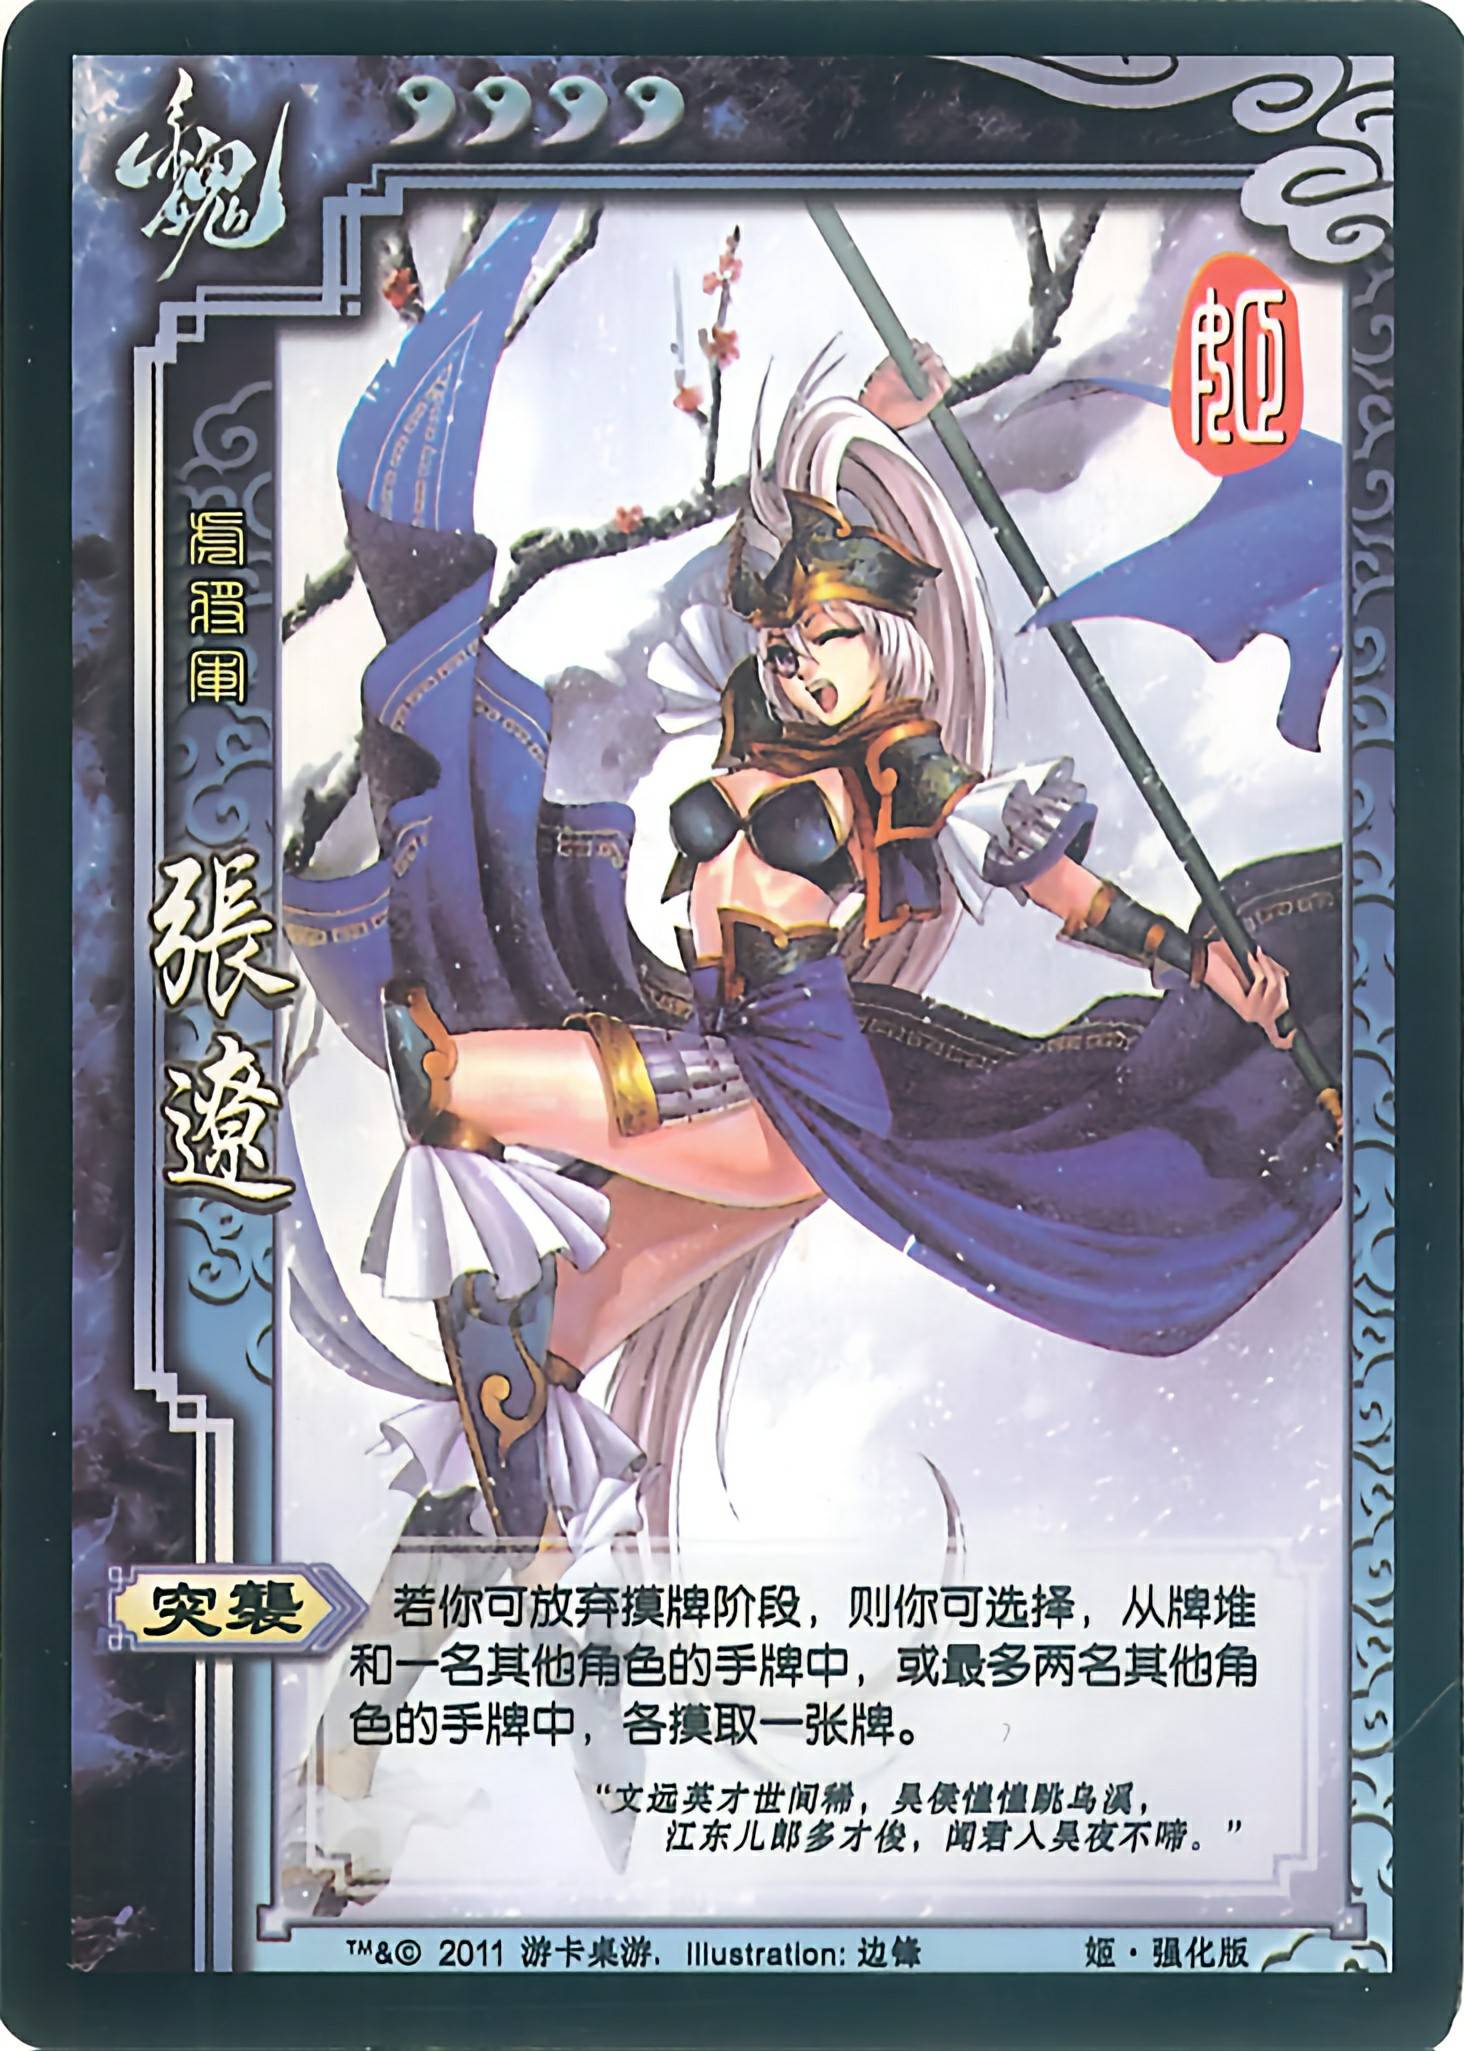 魏
姬
虎将軍
張遼
突襲
若你可放弃摸牌阶段，则你可选择，从牌堆
和一名其他角色的手牌中，或最多两名其他角
色的手牌中，各摸取一张牌。
“文远英才世间稀，吴侯惶惶跳乌溪，
江东儿郎多才俊，闻君入吴夜不啼。”
™&© 2011 游卡桌游. Illustration: 边锋
姬·强化版